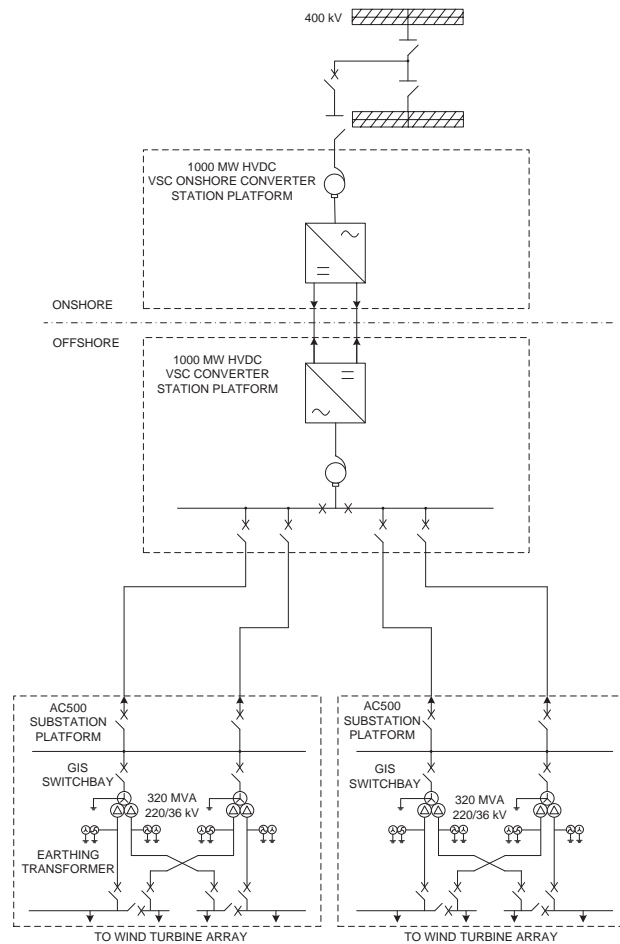 400 kV
1000 MW HVDC
VSC ONSHORE CONVERTER
STATION PLATFORM
ONSHORE
OFFSHORE
1000 MW HVDC
VSC CONVERTER
STATION PLATFORM
AC500
SUBSTATION
PLATFORM
GIS
SWITCHBAY
320 MVA
220/36 kV
EARTHING
TRANSFORMER
TO WIND TURBINE ARRAY
AC500
SUBSTATION
PLATFORM
GIS
SWITCHBAY
320 MVA
220/36 kV
TO WIND TURBINE ARRAY